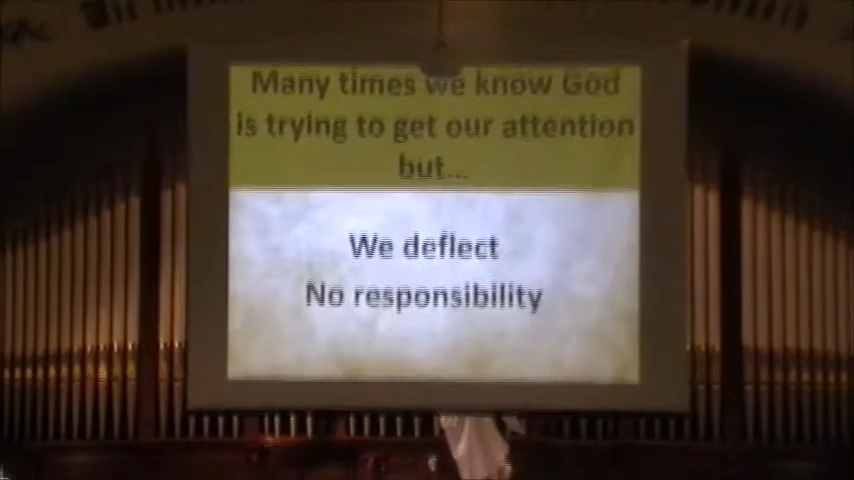 Many times we know God
is trying to get our attention
but...
We deflect
No responsibility